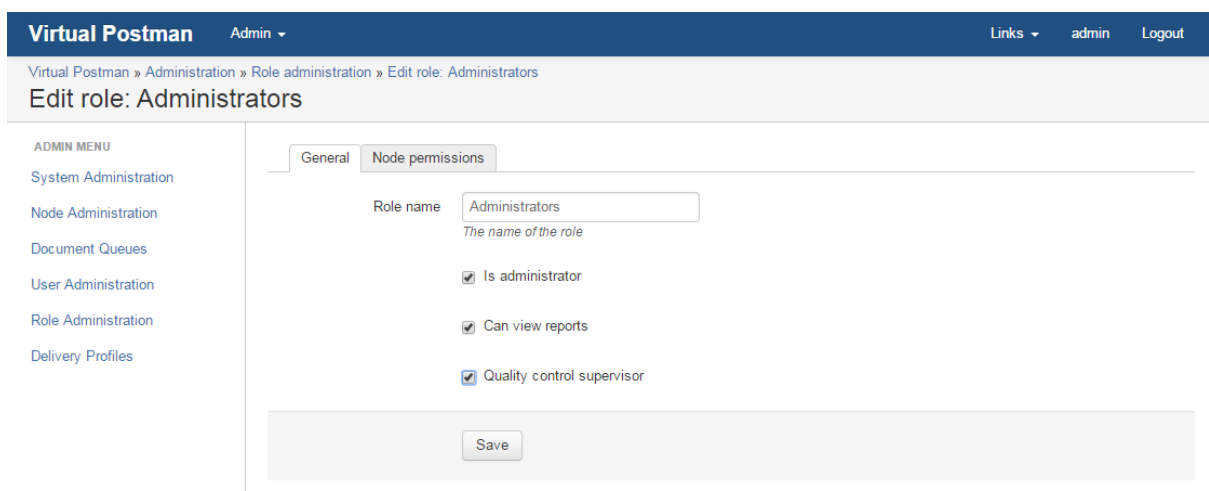 Virtual Postman Admin Links admin Logout
Virtual Postman » Administration » Role administration » Edit role: Administrators
Edit role: Administrators
ADMIN MENU
System Administration
Node Administration
Document Queues
User Administration
Role Administration
Delivery Profiles
General Node permissions
Role name Administrators
The name of the role
Is administrator
Can view reports
Quality control supervisor
Save